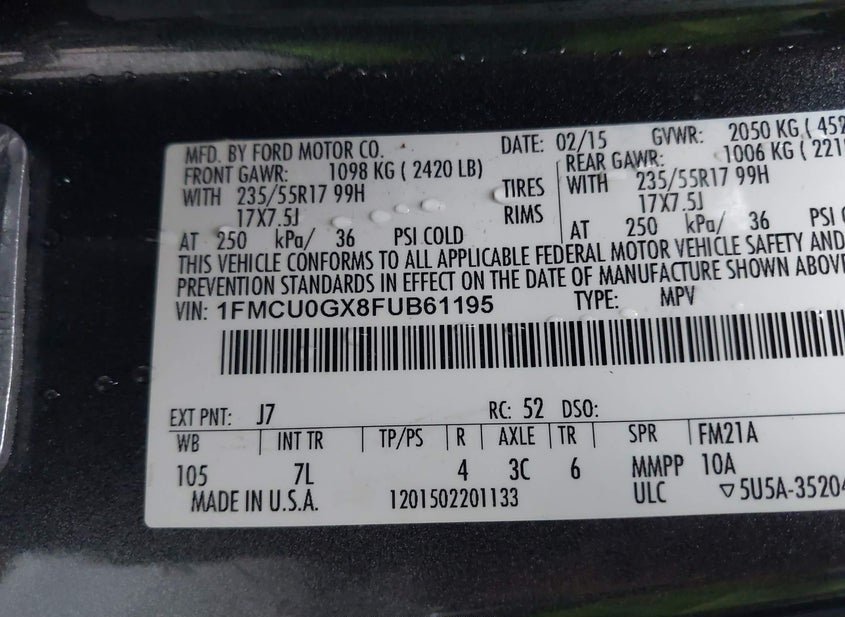 MFD. BY FORD MOTOR CO. DATE: 02/15 GVWR: 2050 KG ( 452
FRONT GAWR: 1098 KG ( 2420 LB) REAR GAWR: 1006 KG ( 221
WITH 235/55R17 99H TIRES WITH 235/55R17 99H
17X7.5J RIMS 17X7.5J
AT 250 kPa/ 36 PSI COLD AT 250 kPa/ 36 PSI
THIS VEHICLE CONFORMS TO ALL APPLICABLE FEDERAL MOTOR VEHICLE SAFETY AND
PREVENTION STANDARDS IN EFFECT ON THE DATE OF MANUFACTURE SHOWN ABOVE
VIN: 1FMCU0GX8FUB61195 TYPE: MPV
EXT PNT: J7 RC: 52 DSO:
WB INT TR TP/PS R AXLE TR SPR FM21A
105 7L 4 3C 6 MMPP 10A
MADE IN U.S.A. 1201502201133 ULC ▽5U5A-35204